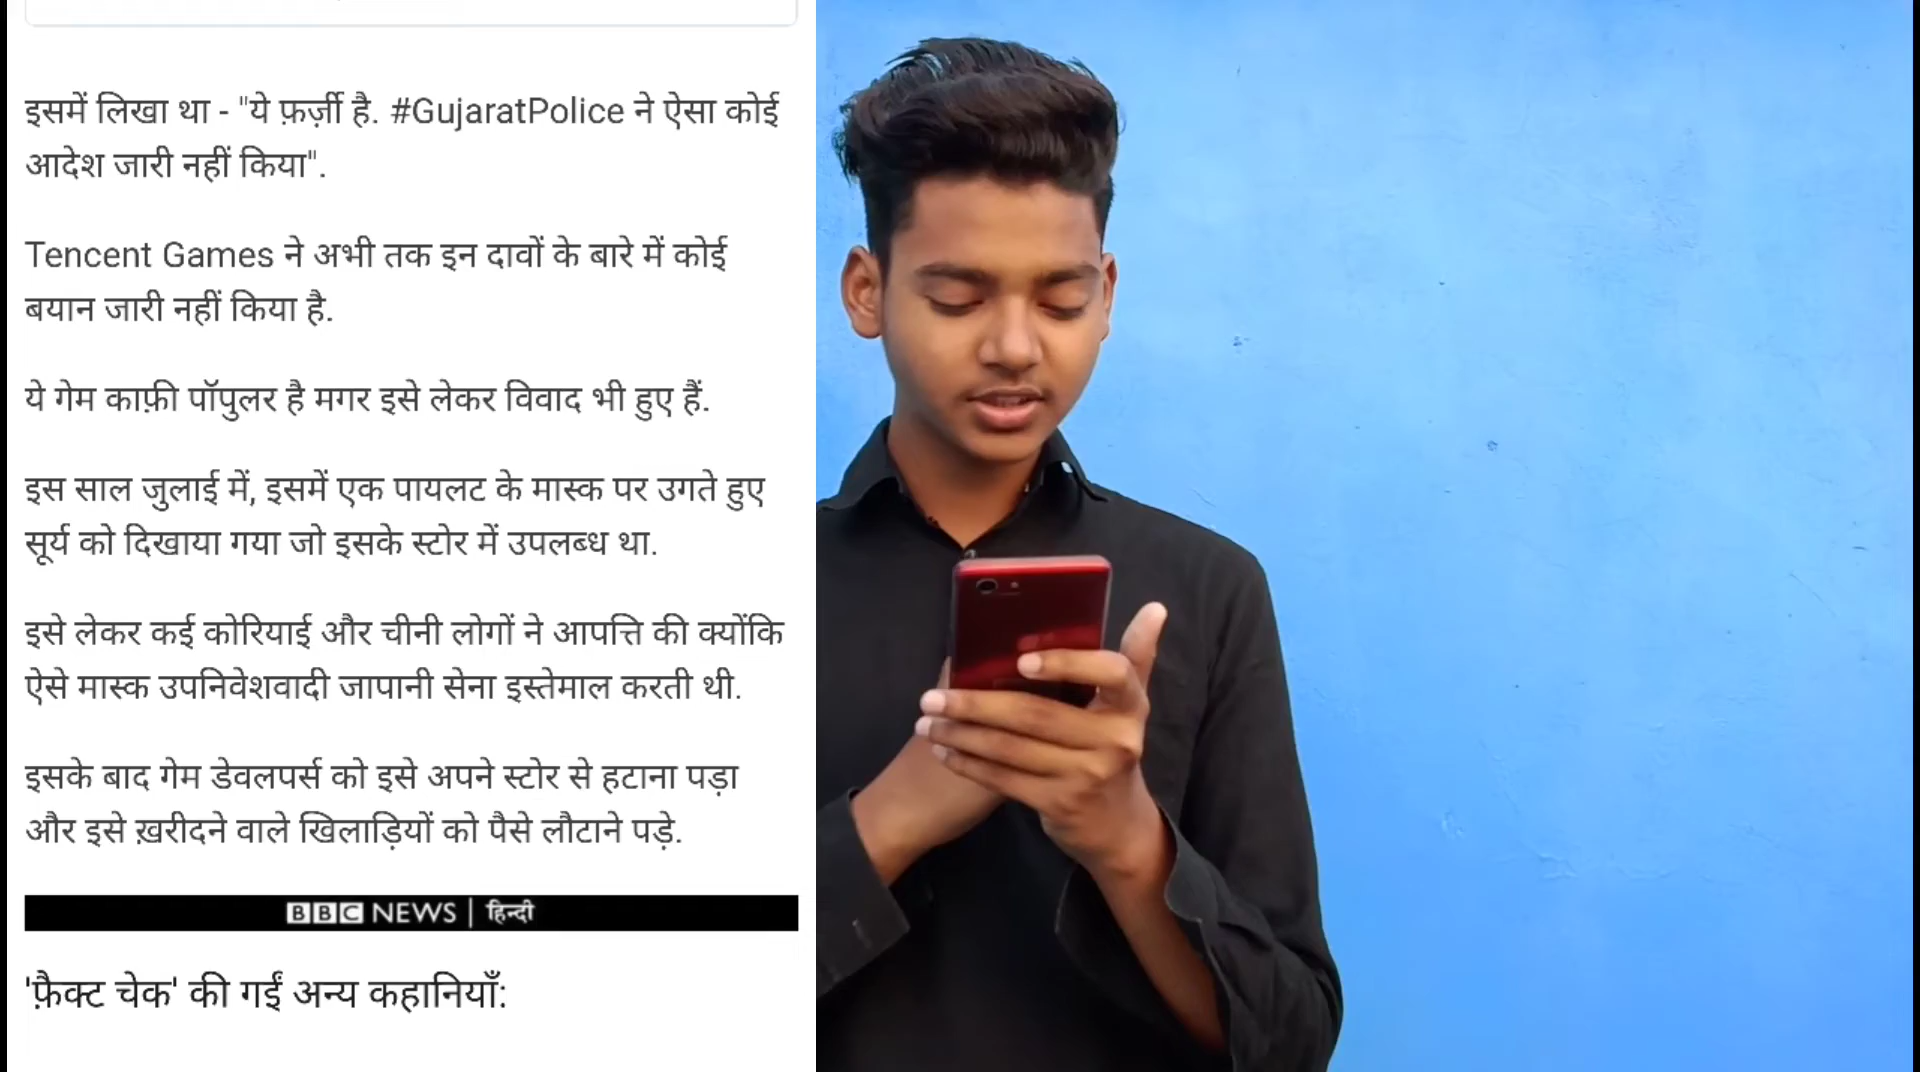 इसमें लिखा था - "ये फ़र्ज़ी है. #GujaratPolice ने ऐसा कोई
आदेश जारी नहीं किया".
Tencent Games ने अभी तक इन दावों के बारे में कोई
बयान जारी नहीं किया है.
ये गेम काफ़ी पॉपुलर है मगर इसे लेकर विवाद भी हुए हैं.
इस साल जुलाई में, इसमें एक पायलट के मास्क पर उगते हुए
सूर्य को दिखाया गया जो इसके स्टोर में उपलब्ध था.
इसे लेकर कई कोरियाई और चीनी लोगों ने आपत्ति की क्योंकि
ऐसे मास्क उपनिवेशवादी जापानी सेना इस्तेमाल करती थी.
इसके बाद गेम डेवलपर्स को इसे अपने स्टोर से हटाना पड़ा
और इसे ख़रीदने वाले खिलाड़ियों को पैसे लौटाने पड़े.
BBC NEWS | हिन्दी
'फ़ैक्ट चेक' की गईं अन्य कहानियाँ: